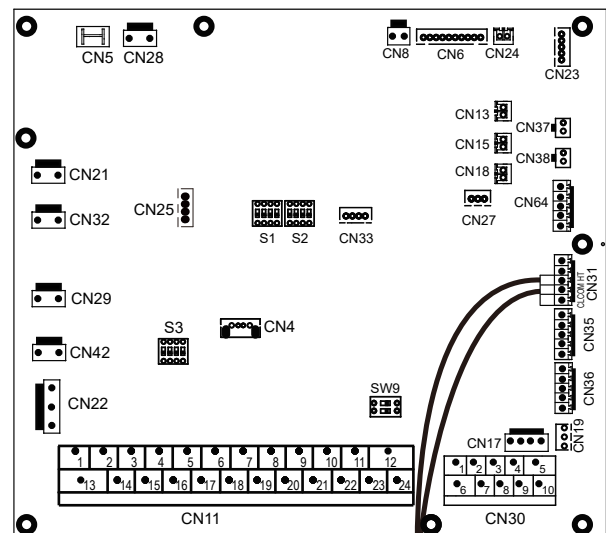 CN5
CN28
CN8
CN6
CN24
CN23
CN13
CN37
CN15
CN38
CN18
CN21
CN32
CN25
S1
S2
CN33
CN27
CN64
CN29
CN42
CN22
S3
CN4
SW9
CLCOM HT
CN31
CN35
CN36
CN17
CN19
1 2 3 4 5 6 7 8 9 10 11 12
13 14 15 16 17 18 19 20 21 22 23 24
CN11
1 2 3 4 5
6 7 8 9 10
CN30